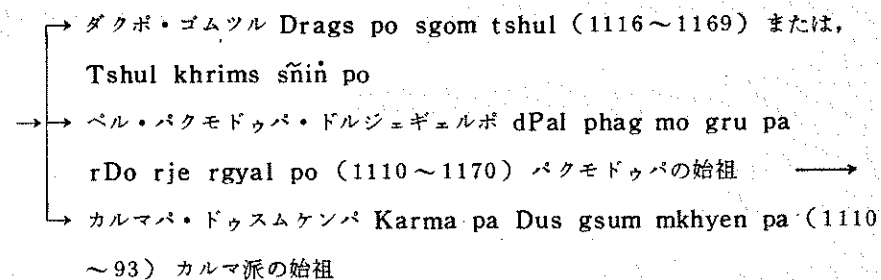 ダクポ・ゴムツル Drags po sgom tshul (1116～1169) または，
Tshul khrims sñiṅ po
ペル・パクモドゥパ・ドルジェギェルポ dPal phag mo gru pa
rDo rje rgyal po (1110～1170) パクモドゥパの始祖
カルマパ・ドゥスムケンパ Karma pa Dus gsum mkhyen pa (1110
～93) カルマ派の始祖